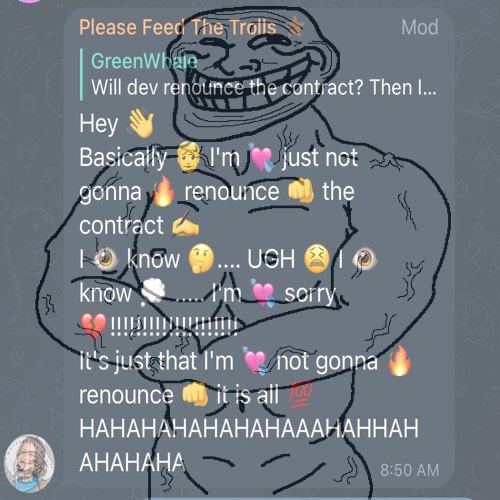 Please Feed The Trolls
Mod
GreenWhale
Will dev renounce the contract? Then I...
Hey 👋
Basically 👱 I'm 💘 just not
gonna 🔥 renounce 👊 the
contract ✍️
I 👁 know 🤔.... UGH 😫 I 👁
know 💭 ..... I'm 💘 sorry
💔!!!!!!!!!!!!!!!!!!!!!
It's just that I'm 💘 not gonna 🔥
renounce 👊 it is all 💯
HAHAHAHAHAHAHAAAHAHHAH
AHAHAHA
8:50 AM